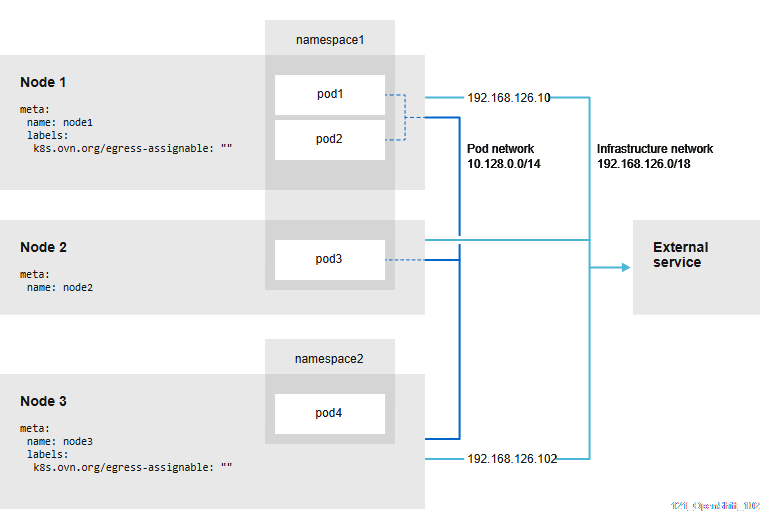 namespace1
Node 1
meta:
name: node1
labels:
k8s.ovn.org/egress-assignable: ""
pod1
pod2
192.168.126.10
Pod network
10.128.0.0/14
Infrastructure network
192.168.126.0/18
Node 2
meta:
name: node2
pod3
External
service
namespace2
Node 3
meta:
name: node3
labels:
k8s.ovn.org/egress-assignable: ""
pod4
192.168.126.102